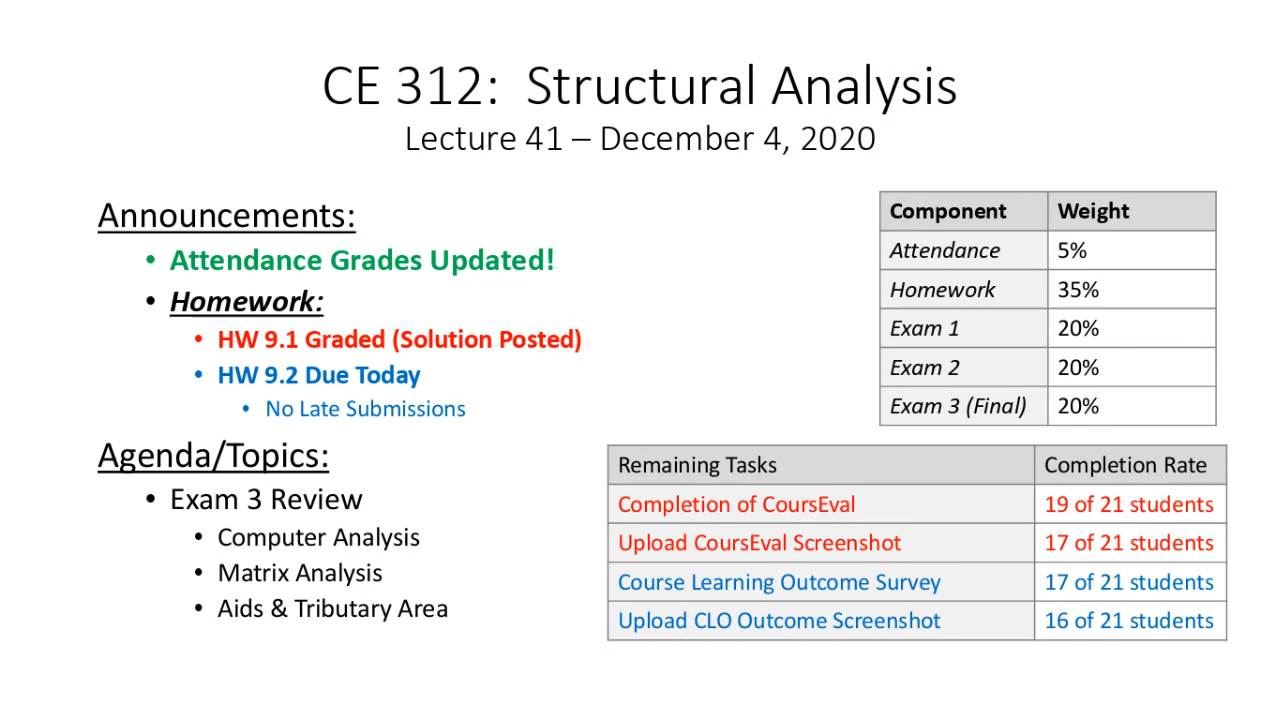 CE 312:  Structural Analysis
Lecture 41 – December 4, 2020
Announcements:
• Attendance Grades Updated!
• Homework:
• HW 9.1 Graded (Solution Posted)
• HW 9.2 Due Today
• No Late Submissions
Agenda/Topics:
• Exam 3 Review
• Computer Analysis
• Matrix Analysis
• Aids & Tributary Area
Component Weight
Attendance 5%
Homework 35%
Exam 1 20%
Exam 2 20%
Exam 3 (Final) 20%
Remaining Tasks Completion Rate
Completion of CoursEval 19 of 21 students
Upload CoursEval Screenshot 17 of 21 students
Course Learning Outcome Survey 17 of 21 students
Upload CLO Outcome Screenshot 16 of 21 students